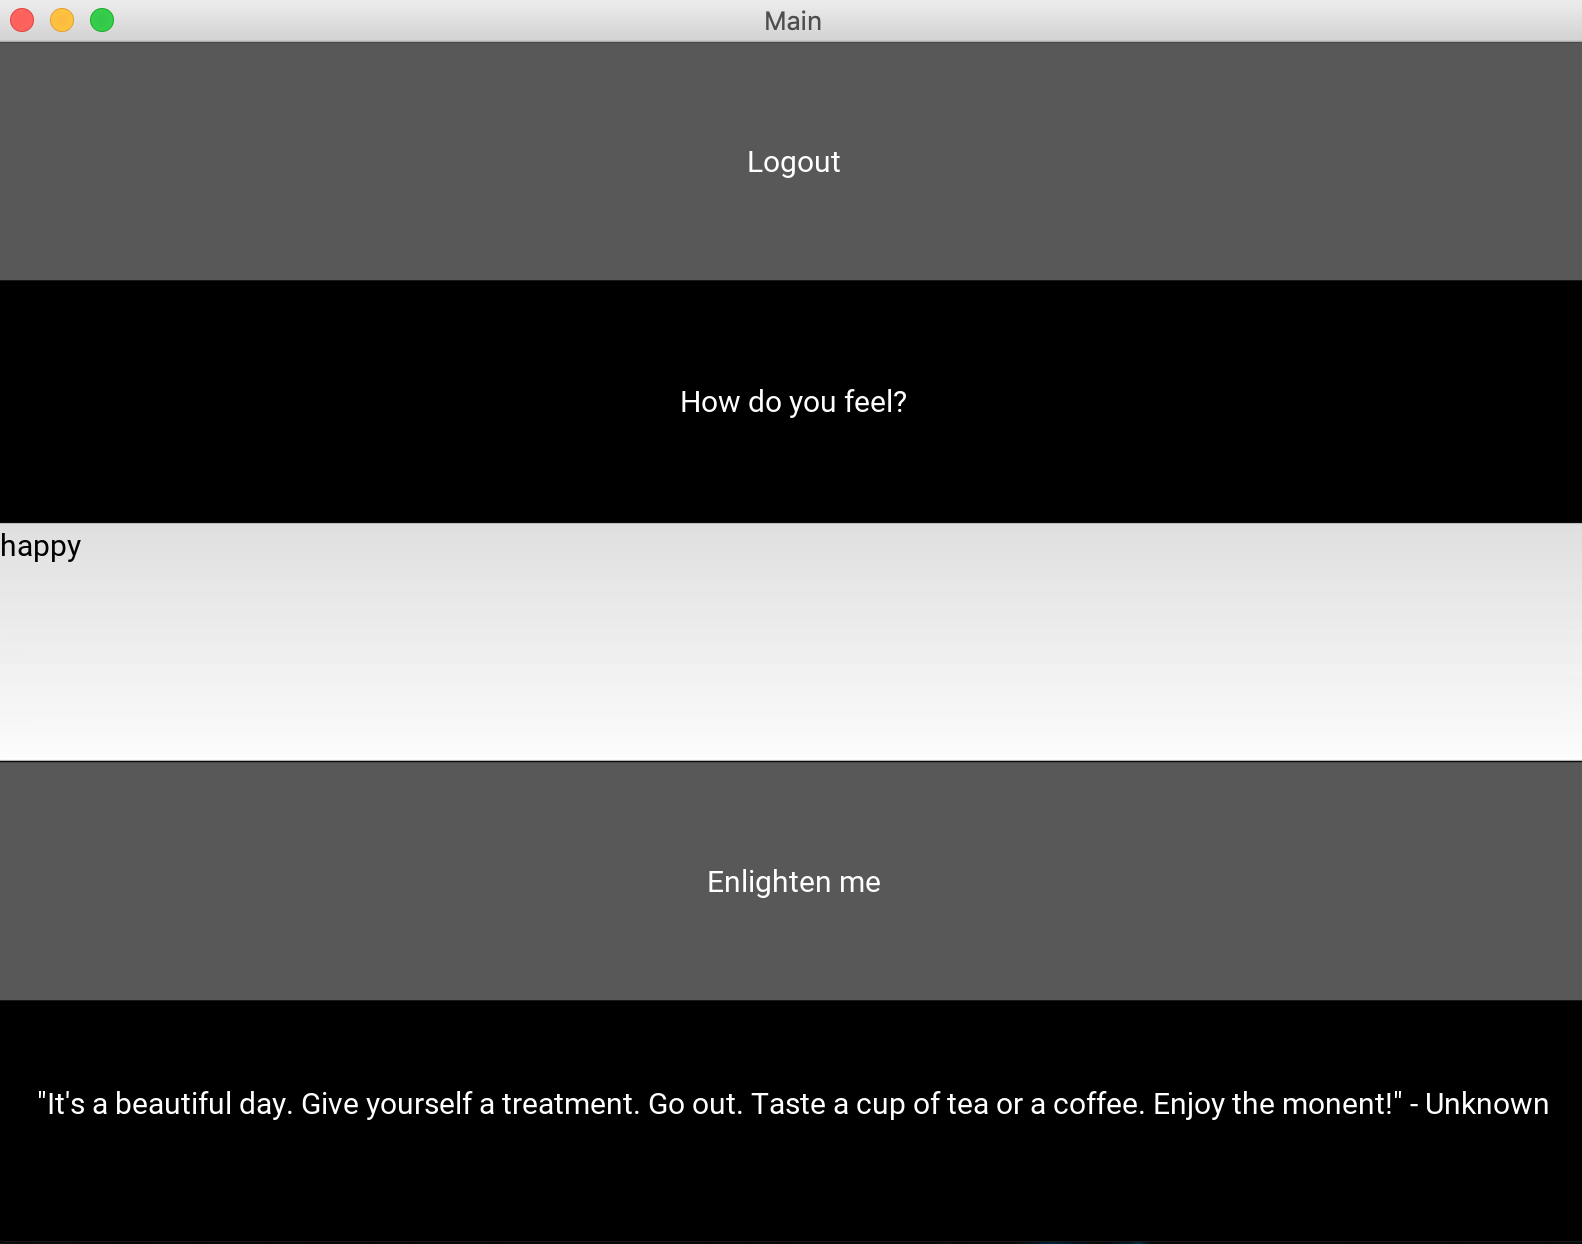 Main
Logout
How do you feel?
happy
Enlighten me
"It's a beautiful day. Give yourself a treatment. Go out. Taste a cup of tea or a coffee. Enjoy the monent!" - Unknown